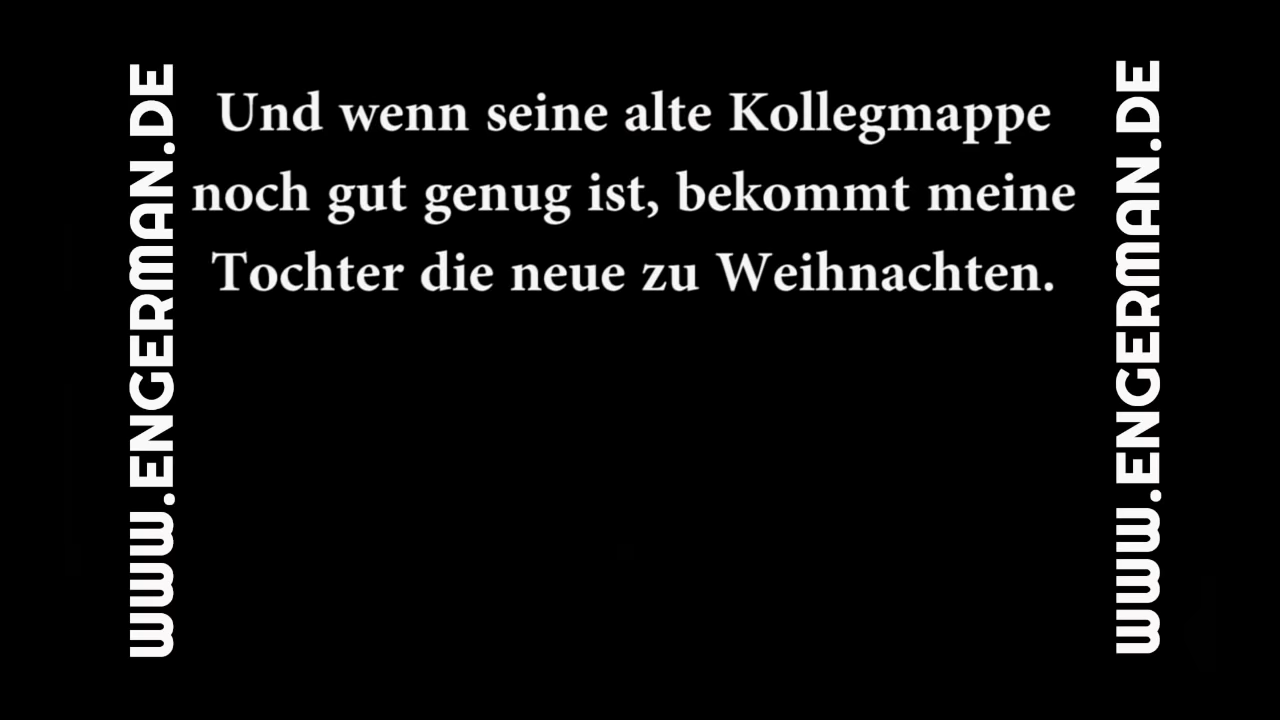 WWW.ENGERMAN.DE
Und wenn seine alte Kollegmappe
noch gut genug ist, bekommt meine
Tochter die neue zu Weihnachten.
WWW.ENGERMAN.DE